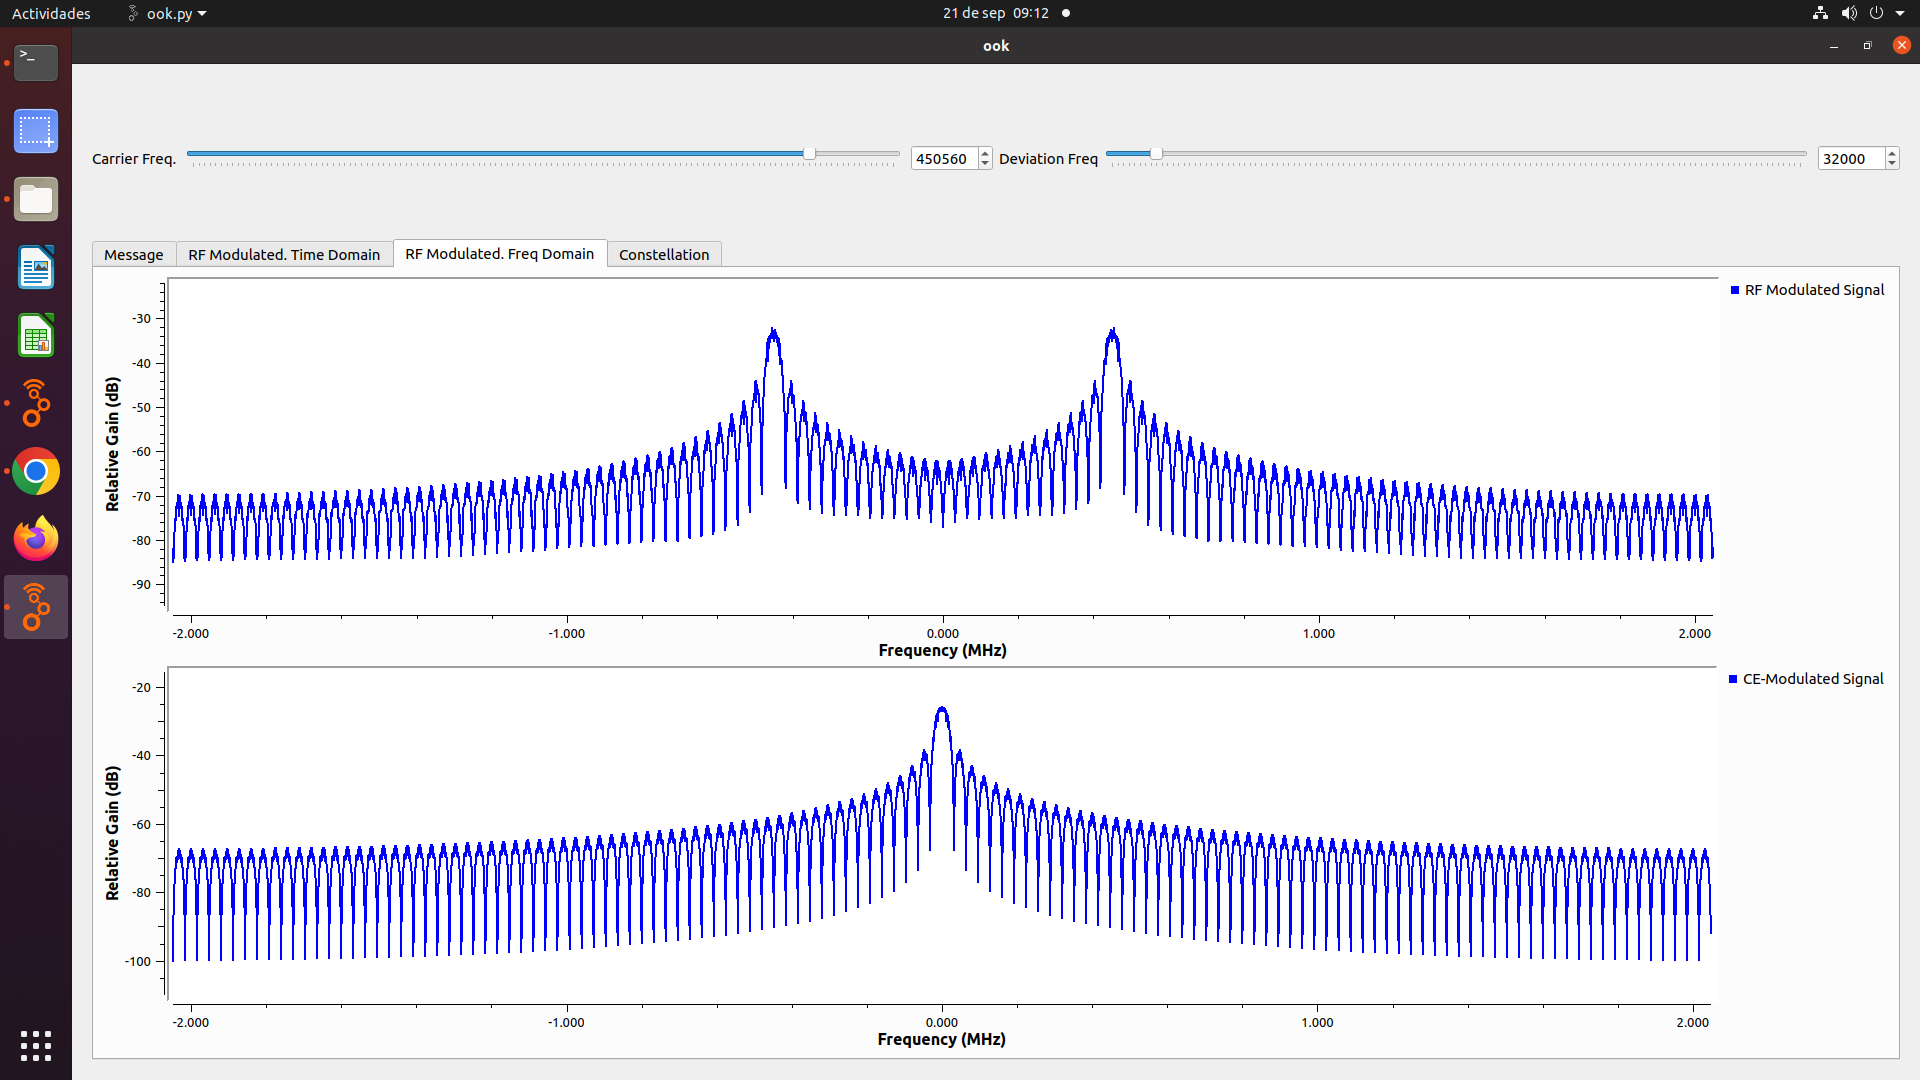 Actividades ook.py 21 de sep 09:12
ook
>_
Carrier Freq. 450560 Deviation Freq 32000
Message RF Modulated. Time Domain RF Modulated. Freq Domain Constellation
RF Modulated Signal
Relative Gain (dB)
-30
-40
-50
-60
-70
-80
-90
-2.000 -1.000 0.000 1.000 2.000
Frequency (MHz)
CE-Modulated Signal
Relative Gain (dB)
-20
-40
-60
-80
-100
-2.000 -1.000 0.000 1.000 2.000
Frequency (MHz)